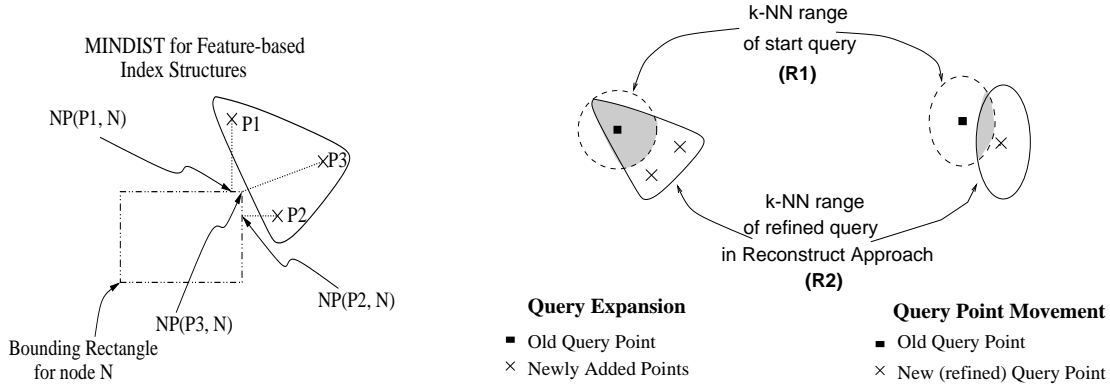 MINDIST for Feature-based
Index Structures
NP(P1, N)
P1
P3
P2
NP(P2, N)
NP(P3, N)
Bounding Rectangle
for node N
k-NN range
of start query
(R1)
k-NN range
of refined query
in Reconstruct Approach
(R2)
Query Expansion
Old Query Point
Newly Added Points
Query Point Movement
Old Query Point
New (refined) Query Point